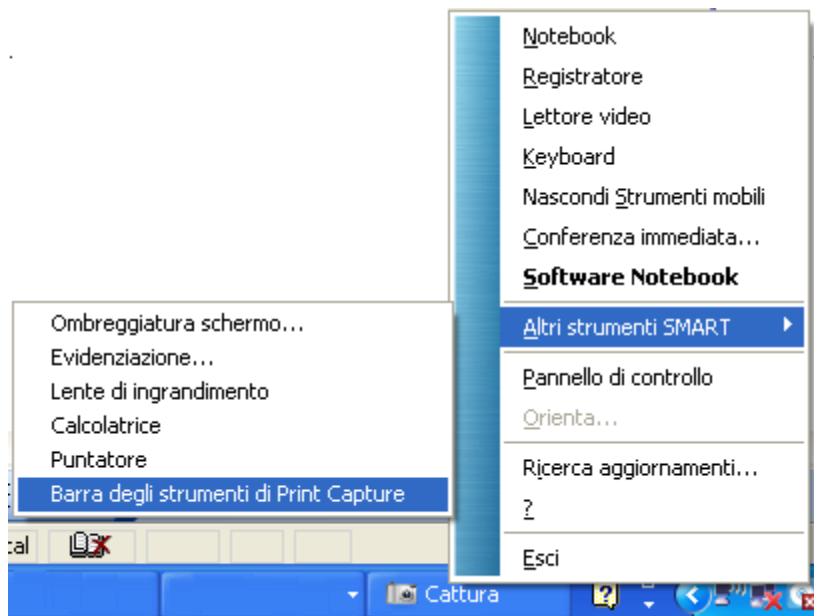 Notebook
Registratore
Lettore video
Keyboard
Nascondi Strumenti mobili
Conferenza immediata...
Software Notebook
Altri strumenti SMART
Pannello di controllo
Orienta...
Ricerca aggiornamenti...
?
Esci
Ombreggiatura schermo...
Evidenziazione...
Lente di ingrandimento
Calcolatrice
Puntatore
Barra degli strumenti di Print Capture
Cattura